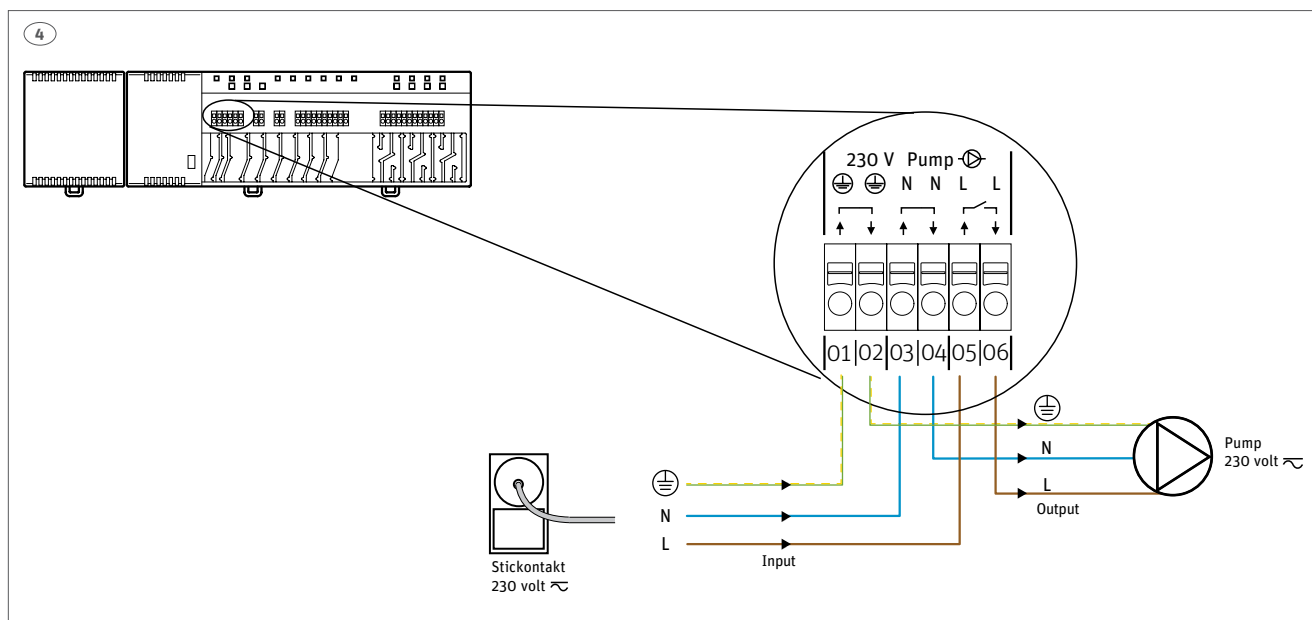 4
230 V Pump
N N L L
01 02 03 04 05 06
N
L
Output
Pump
230 volt
N
L
Input
Stickontakt
230 volt